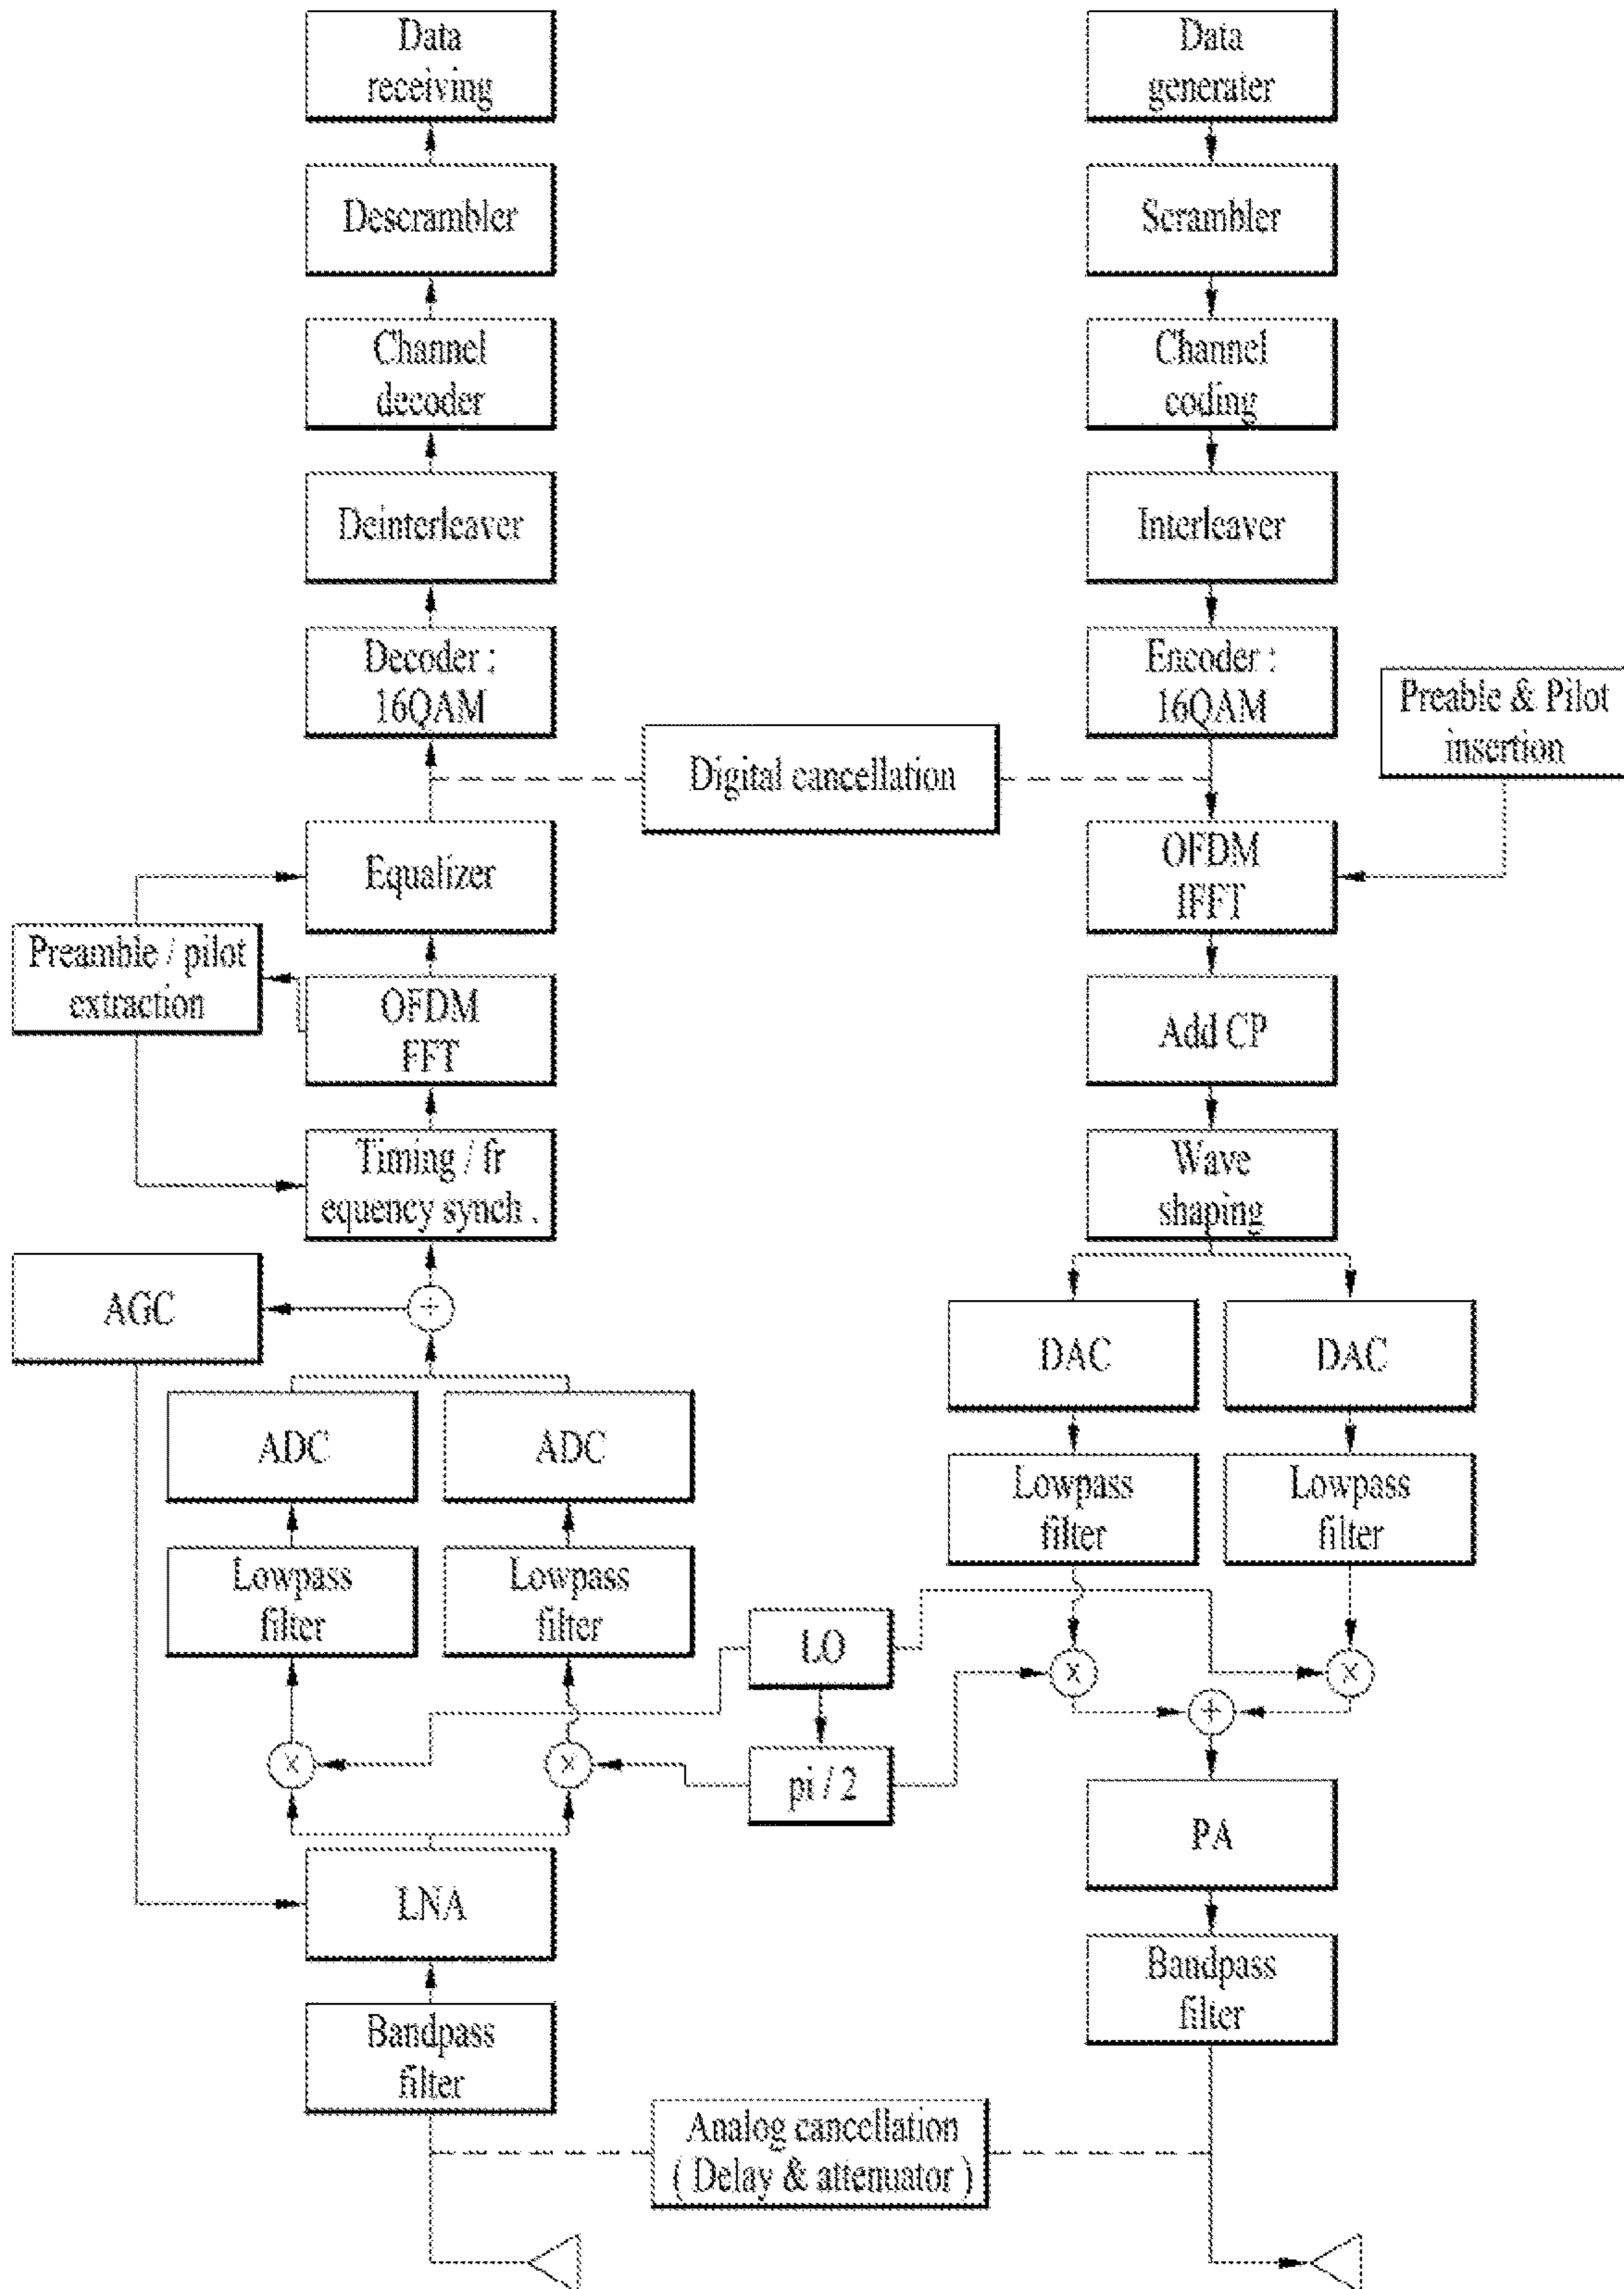 Data
receiving
Descrambler
Channel
decoder
Deinterleaver
Decoder :
16QAM
Equalizer
Preamble / pilot
extraction
OFDM
FFT
Timing / fr
equency synch .
AGC
+
ADC
ADC
Lowpass
filter
Lowpass
filter
x
x
LNA
Bandpass
filter
Digital cancellation
LO
pi / 2
Analog cancellation
( Delay & attenuator )
Data
generater
Scrambler
Channel
coding
Interleaver
Encoder :
16QAM
Preable & Pilot
insertion
OFDM
IFFT
Add CP
Wave
shaping
DAC
DAC
Lowpass
filter
Lowpass
filter
x
x
+
PA
Bandpass
filter